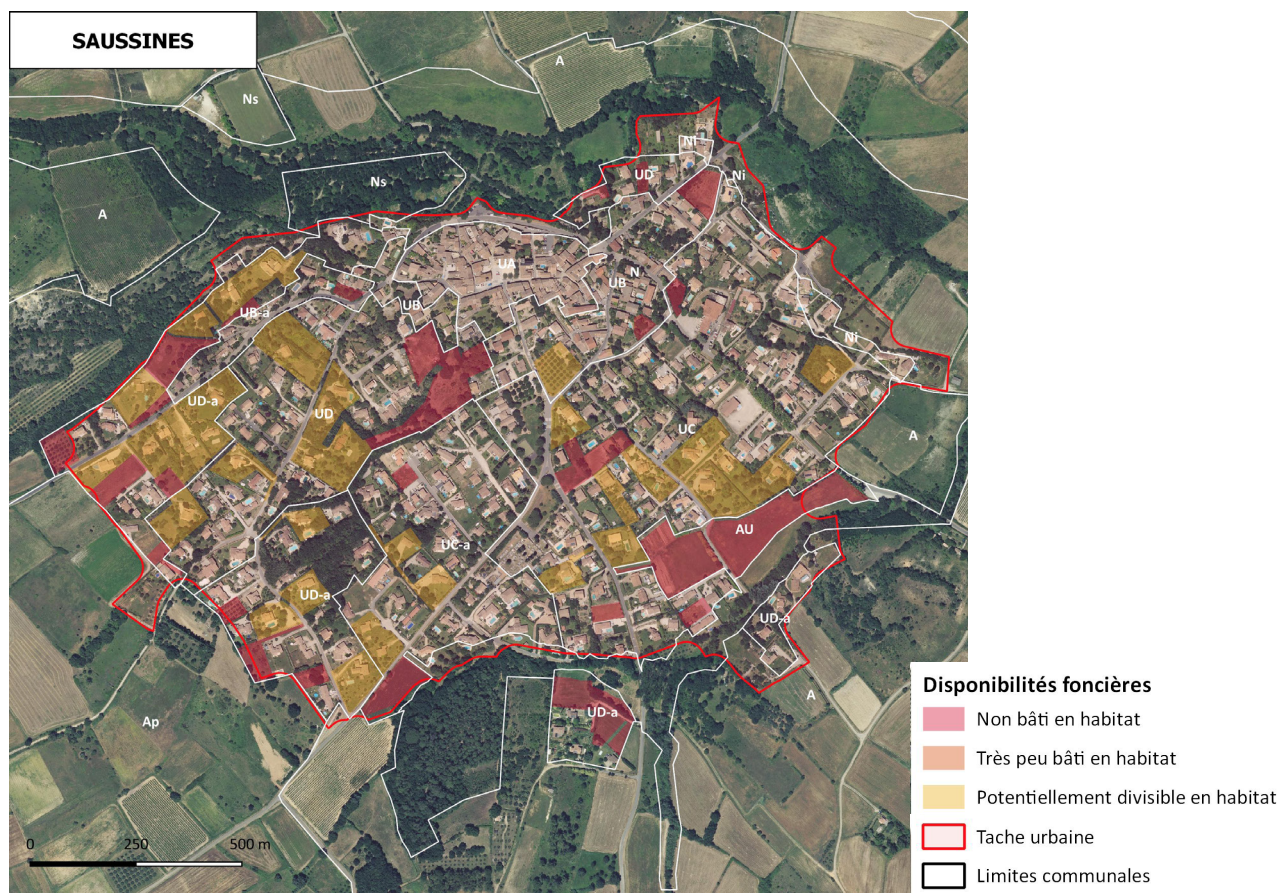 SAUSSINES
A
Ns
Ni
UD
Ni
Ns
A
UA
N
UB
UB
UB-a
Ni
UD-a
UD
UC
A
AU
UC-a
UD-a
UD-a
A
UD-a
Ap
0 250 500 m
Disponibilités foncières
Non bâti en habitat
Très peu bâti en habitat
Potentiellement divisible en habitat
Tache urbaine
Limites communales